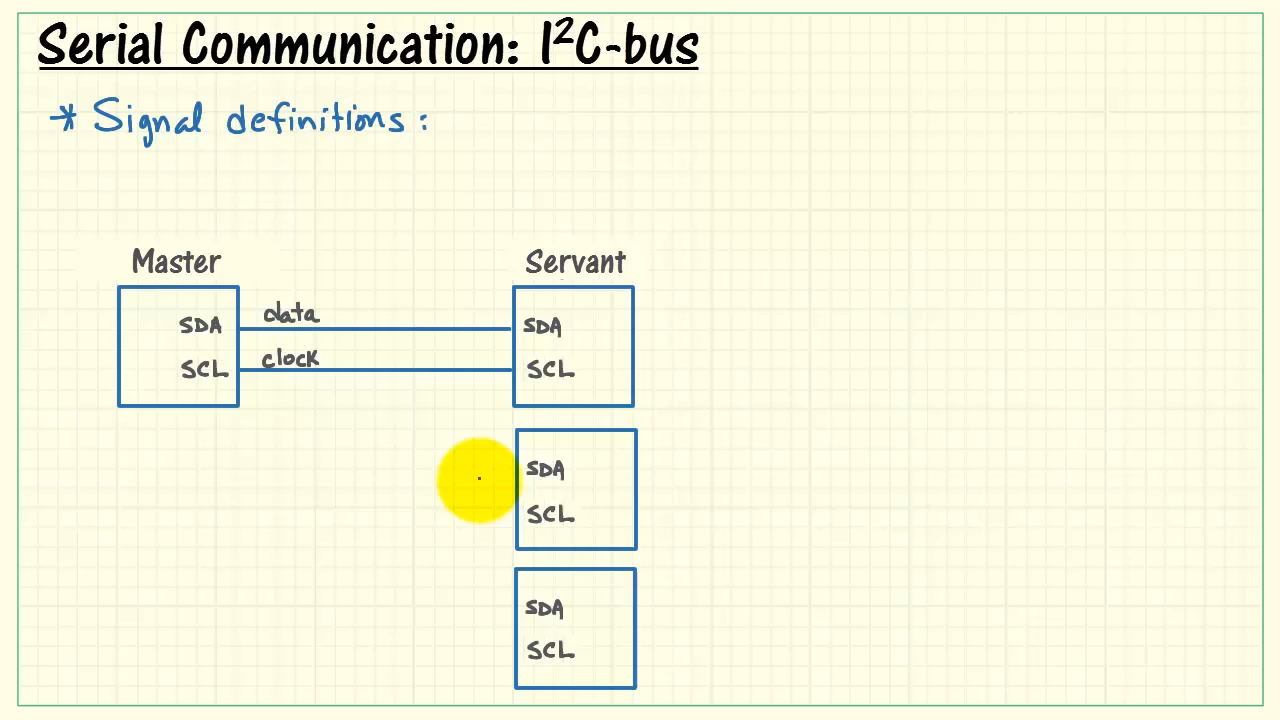 Serial Communication: I²C-bus
* Signal definitions:
Master
Servant
SDA data SDA
SCL clock SCL
SDA
SCL
SDA
SCL